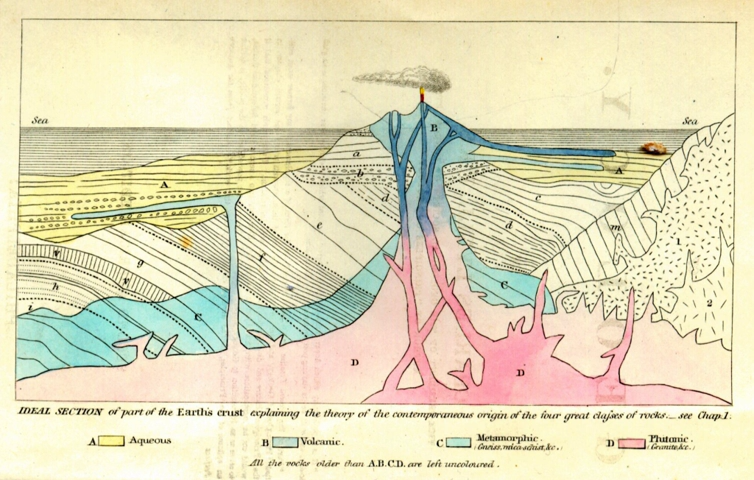 Sea
Sea
B
a
b
A
A
d
c
c
d
m
g
f
v
h
v
i
C
C
1
2
D
D
IDEAL SECTION of part of the Earth's crust explaining the theory of the contemporaneous origin of the four great classes of rocks._ see Chap.1.
A Aqueous
B Volcanic.
C Metamorphic.
(Gneiss, mica-schist, &c.)
D Plutonic.
(Granite, &c.)
All the rocks older than A.B.C.D. are left uncoloured.